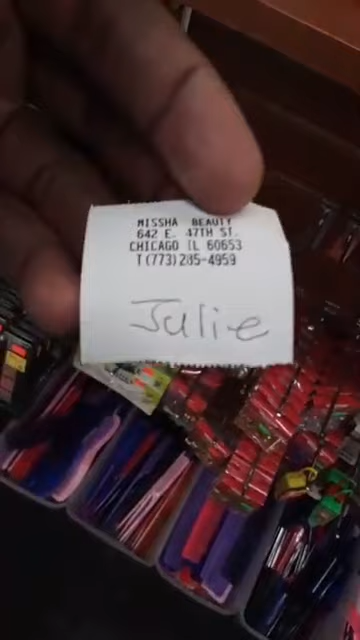 MISSHA BEAUTY
642 E. 47TH ST.
CHICAGO IL 60653
T(773)285-4959
Julie